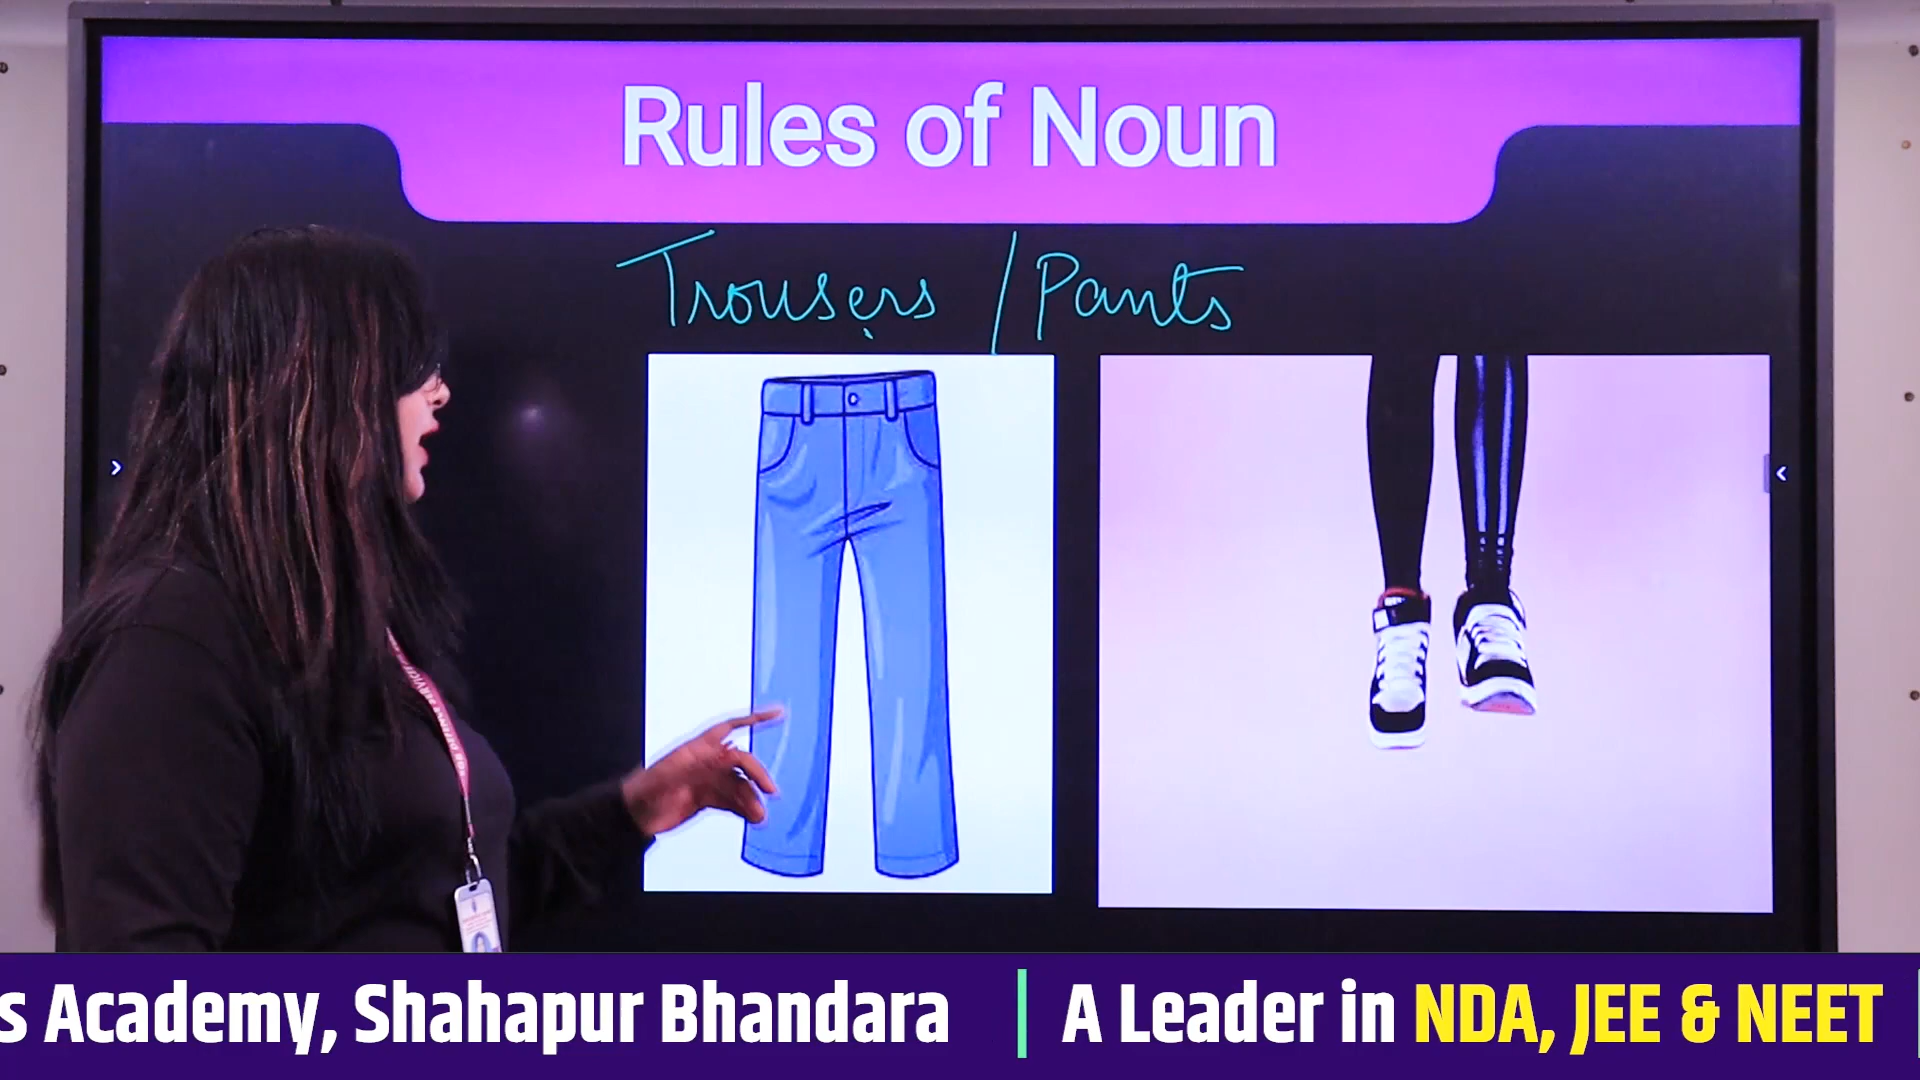 Rules of Noun
Trousers / Pants
s Academy, Shahapur Bhandara | A Leader in NDA, JEE & NEET